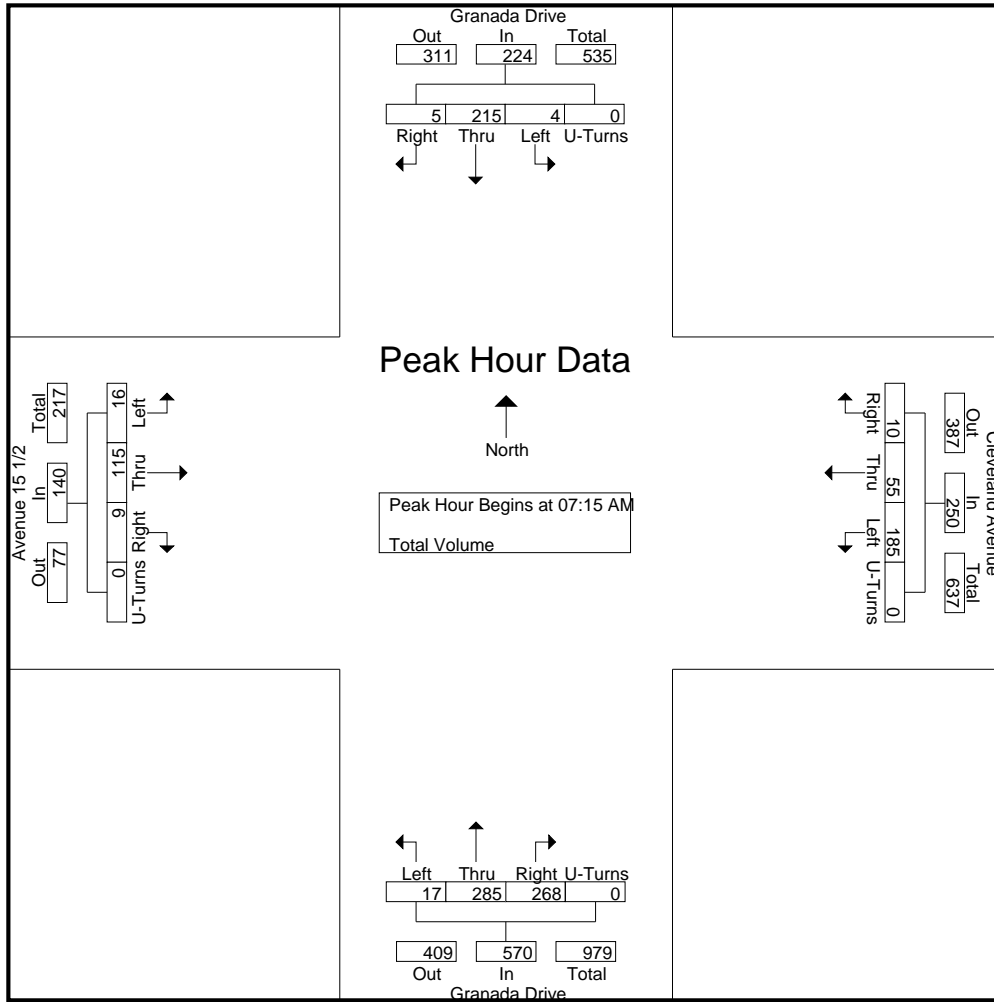 Granada Drive
Out In Total
311 224 535
5 215 4 0
Right Thru Left U-Turns
Peak Hour Data
North
Peak Hour Begins at 07:15 AM
Total Volume
Avenue 15 1/2
Out In Total
77 140 217
16 115 9 0
Left Thru Right U-Turns
Cleveland Avenue
Out In Total
387 250 637
10 55 185 0
Right Thru Left U-Turns
Left Thru Right U-Turns
17 285 268 0
409 570 979
Out In Total
Granada Drive